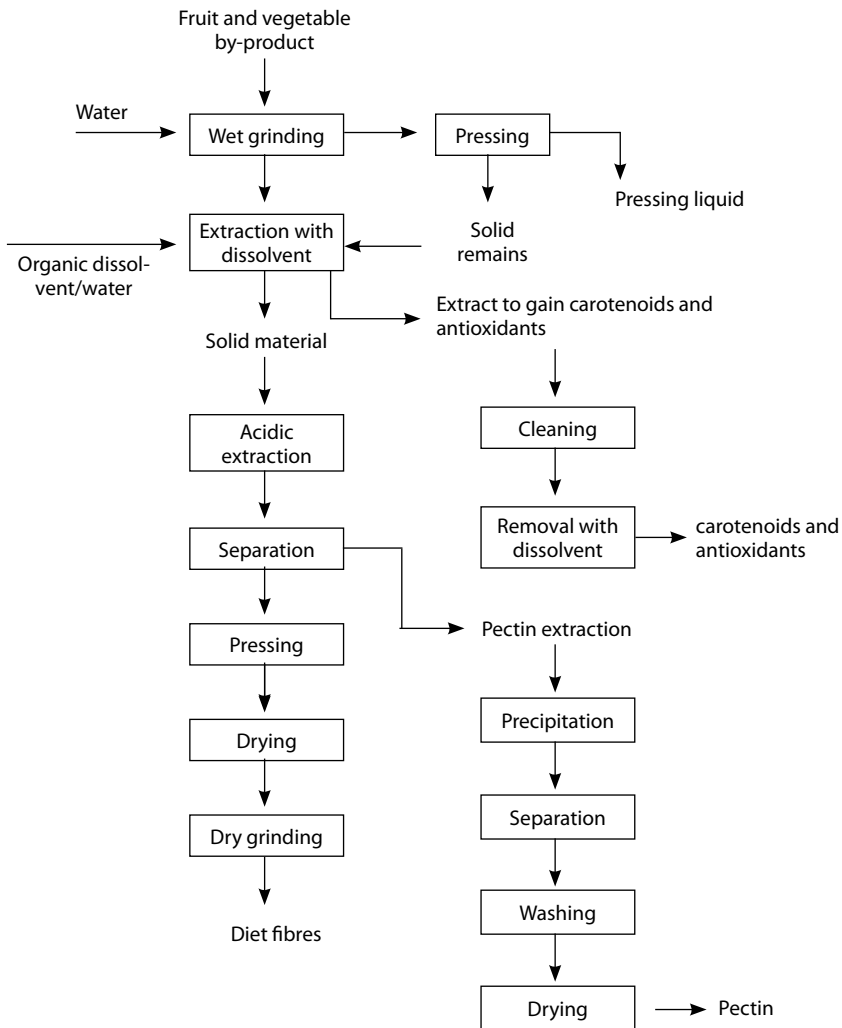 Fruit and vegetable
by-product
Water
Wet grinding
Pressing
Pressing liquid
Extraction with
dissolvent
Solid
remains
Organic dissol-
vent/water
Extract to gain carotenoids and
antioxidants
Solid material
Acidic
extraction
Cleaning
Separation
Removal with
dissolvent
carotenoids and
antioxidants
Pressing
Pectin extraction
Drying
Precipitation
Dry grinding
Separation
Diet fibres
Washing
Drying
Pectin